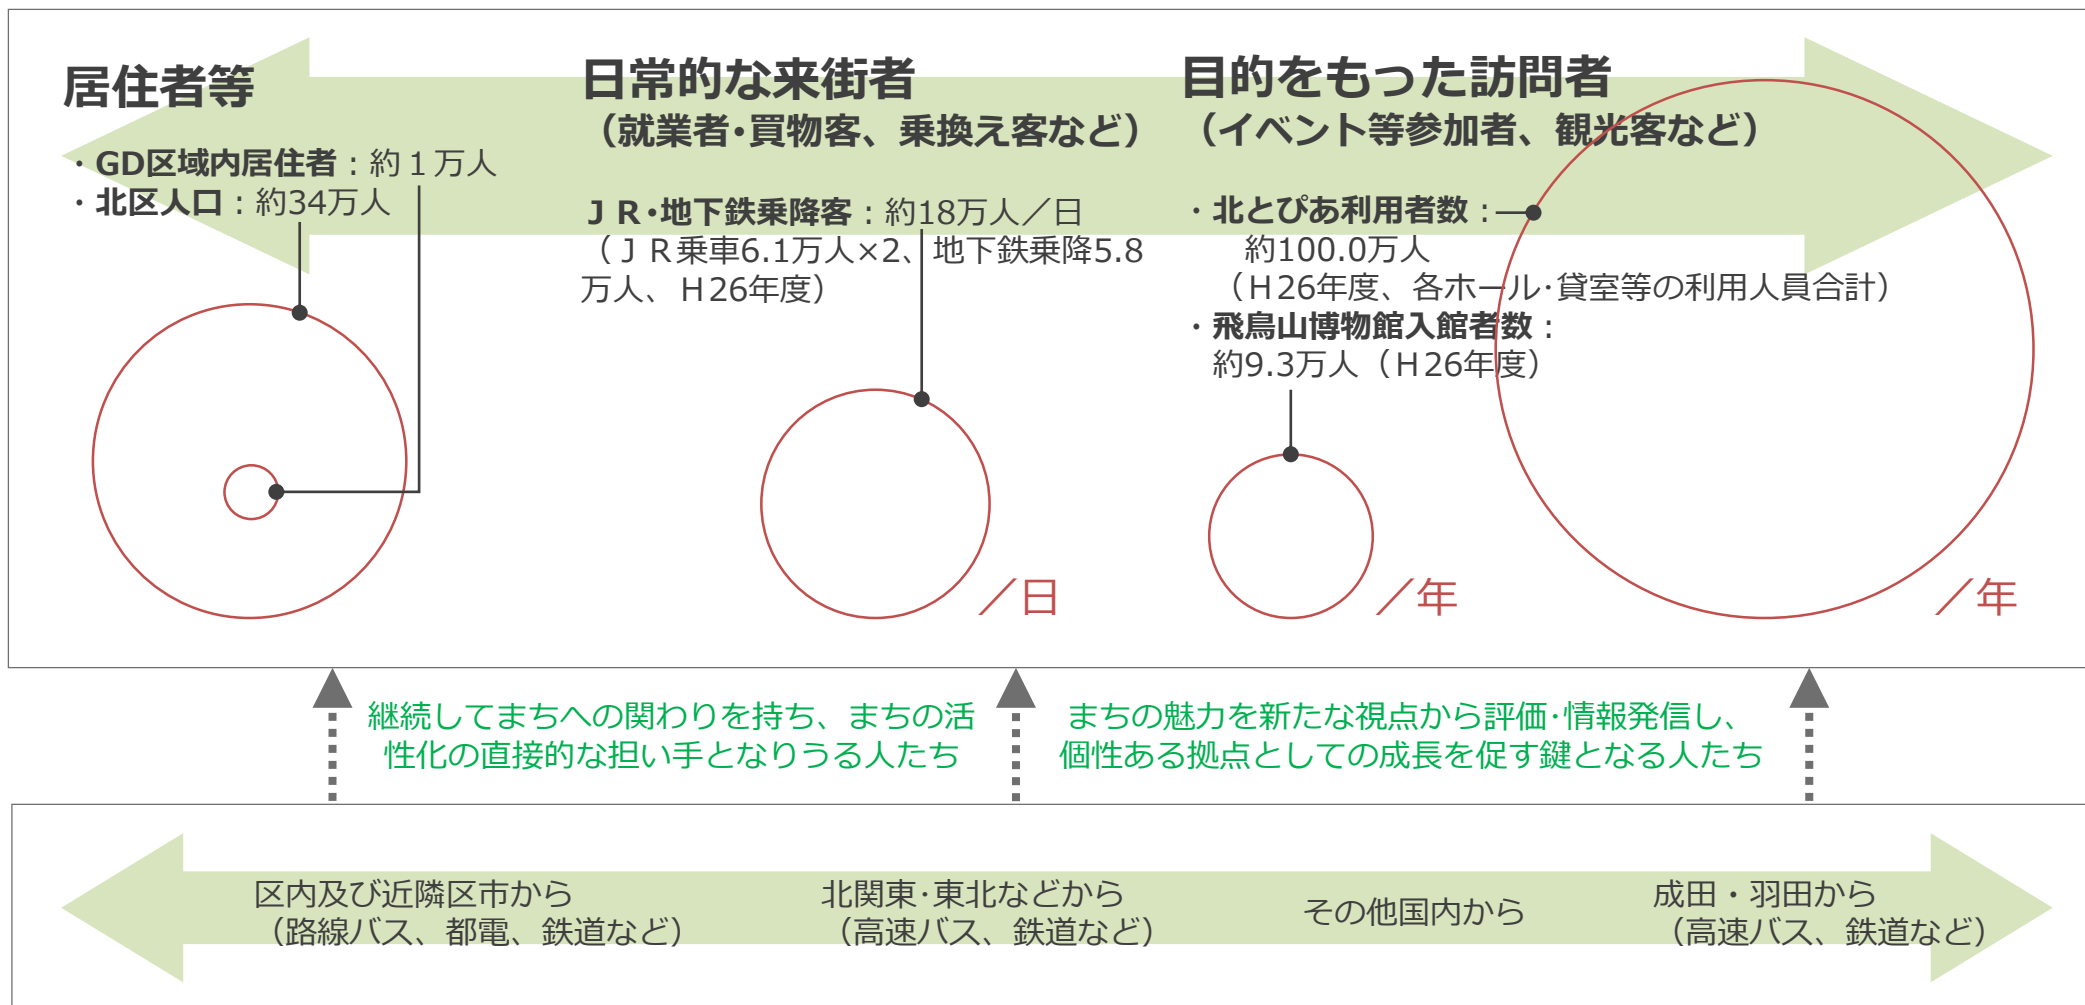 居住者等
・GD区域内居住者：約１万人
・北区人口：約34万人
日常的な来街者
（就業者･買物客、乗換え客など）
ＪＲ･地下鉄乗降客：約18万人／日
（ＪＲ乗車6.1万人×2、地下鉄乗降5.8
万人、Ｈ26年度）
／日
目的をもった訪問者
（イベント等参加者、観光客など）
・北とぴあ利用者数：
約100.0万人
（Ｈ26年度、各ホール･貸室等の利用人員合計）
・飛鳥山博物館入館者数：
約9.3万人（Ｈ26年度）
／年
／年
継続してまちへの関わりを持ち、まちの活
性化の直接的な担い手となりうる人たち
まちの魅力を新たな視点から評価･情報発信し、
個性ある拠点としての成長を促す鍵となる人たち
区内及び近隣区市から
（路線バス、都電、鉄道など）
北関東･東北などから
（高速バス、鉄道など）
その他国内から
成田・羽田から
（高速バス、鉄道など）